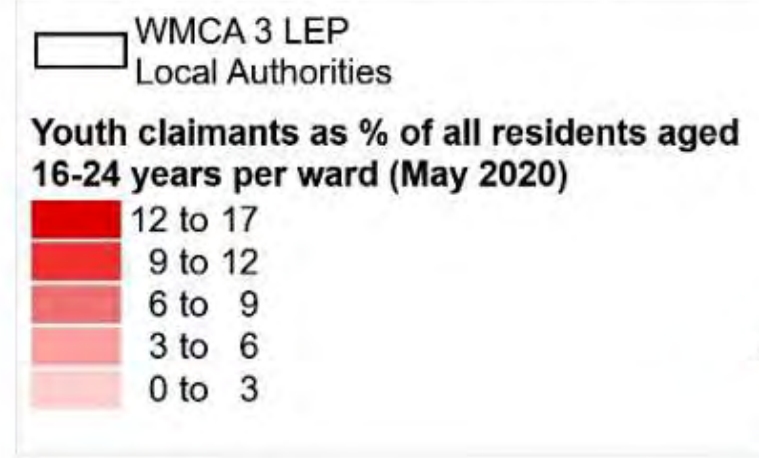 WMCA 3 LEP
Local Authorities
Youth claimants as % of all residents aged
16-24 years per ward (May 2020)
12 to 17
9 to 12
6 to 9
3 to 6
0 to 3